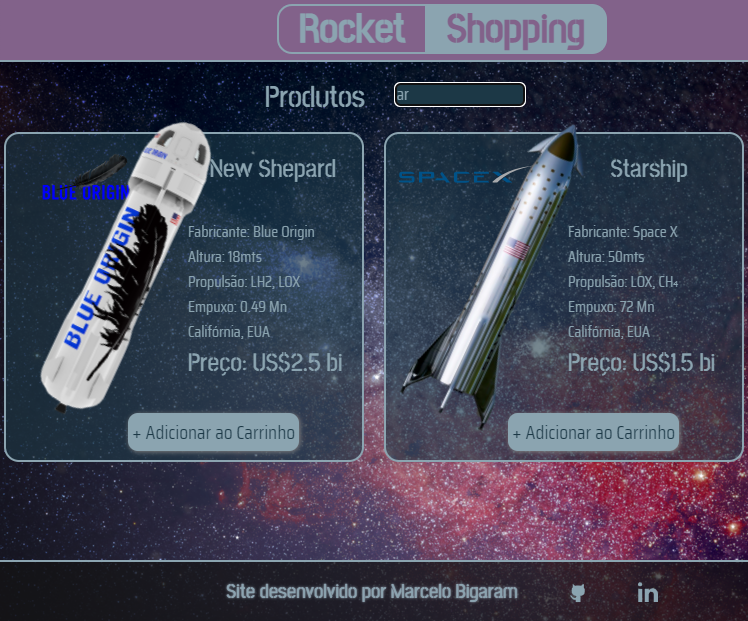 Rocket Shopping
Produtos
ar
BLUE ORIGIN
BLUE ORIGIN
BLUE ORIGIN
New Shepard
Fabricante: Blue Origin
Altura: 18mts
Propulsão: LH2, LOX
Empuxo: 0.49 Mn
Califórnia, EUA
Preço: US$2.5 bi
+ Adicionar ao Carrinho
SPACEX
Starship
Fabricante: Space X
Altura: 50mts
Propulsão: LOX, CH₄
Empuxo: 72 Mn
Califórnia, EUA
Preço: US$1.5 bi
+ Adicionar ao Carrinho
Site desenvolvido por Marcelo Bigaram
in